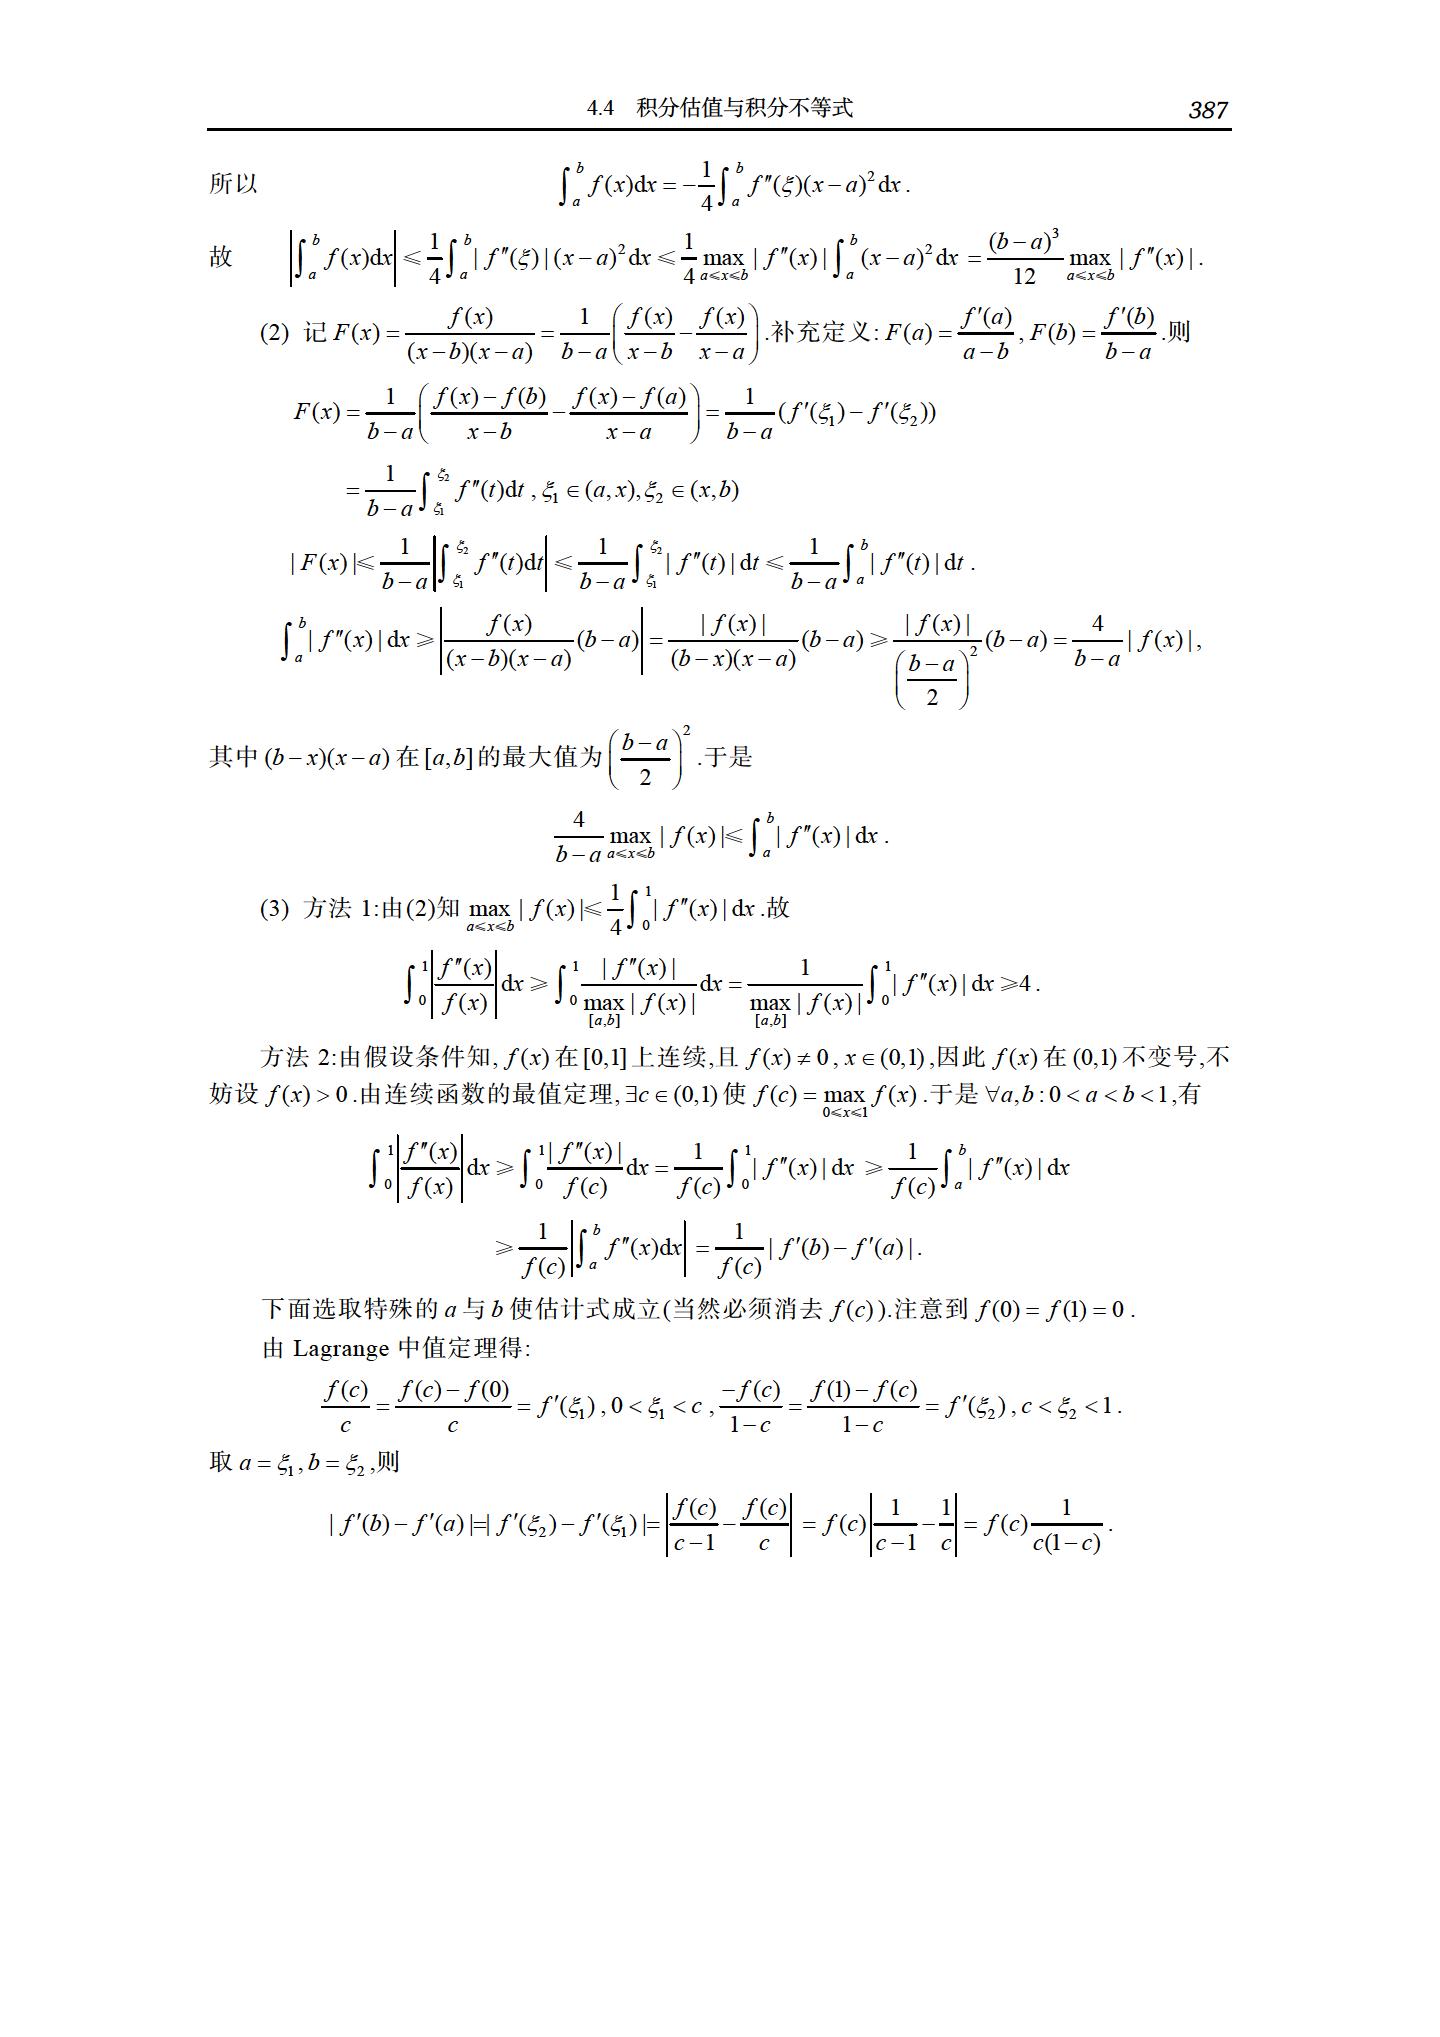 4.4 积分估值与积分不等式 387
所以 $\int_a^b f(x)\mathrm{d}x = -\frac{1}{4}\int_a^b f''(\xi)(x-a)^2\mathrm{d}x$.
故 $\left|\int_a^b f(x)\mathrm{d}x\right| \leqslant \frac{1}{4}\int_a^b |f''(\xi)|(x-a)^2\mathrm{d}x \leqslant \frac{1}{4}\max_{a\leqslant x\leqslant b}|f''(x)|\int_a^b (x-a)^2\mathrm{d}x = \frac{(b-a)^3}{12}\max_{a\leqslant x\leqslant b}|f''(x)|$.
(2) 记 $F(x)=\frac{f(x)}{(x-b)(x-a)}=\frac{1}{b-a}\left(\frac{f(x)}{x-b}-\frac{f(x)}{x-a}\right)$.补充定义: $F(a)=\frac{f'(a)}{a-b}, F(b)=\frac{f'(b)}{b-a}$.则
$F(x)=\frac{1}{b-a}\left(\frac{f(x)-f(b)}{x-b}-\frac{f(x)-f(a)}{x-a}\right)=\frac{1}{b-a}(f'(\xi_1)-f'(\xi_2))$
$=\frac{1}{b-a}\int_{\xi_1}^{\xi_2} f''(t)\mathrm{d}t, \xi_1\in(a,x), \xi_2\in(x,b)$
$|F(x)|\leqslant \frac{1}{b-a}\left|\int_{\xi_1}^{\xi_2} f''(t)\mathrm{d}t\right| \leqslant \frac{1}{b-a}\int_{\xi_1}^{\xi_2}|f''(t)|\mathrm{d}t \leqslant \frac{1}{b-a}\int_a^b |f''(t)|\mathrm{d}t$.
$\int_a^b |f''(x)|\mathrm{d}x \geqslant \left|\frac{f(x)}{(x-b)(x-a)}(b-a)\right| = \frac{|f(x)|}{(b-x)(x-a)}(b-a) \geqslant \frac{|f(x)|}{\left(\frac{b-a}{2}\right)^2}(b-a) = \frac{4}{b-a}|f(x)|$,
其中 $(b-x)(x-a)$ 在 $[a,b]$ 的最大值为 $\left(\frac{b-a}{2}\right)^2$.于是
$\frac{4}{b-a}\max_{a\leqslant x\leqslant b}|f(x)| \leqslant \int_a^b |f''(x)|\mathrm{d}x$.
(3) 方法 1:由(2)知 $\max_{a\leqslant x\leqslant b}|f(x)| \leqslant \frac{1}{4}\int_0^1 |f''(x)|\mathrm{d}x$.故
$\int_0^1 \left|\frac{f''(x)}{f(x)}\right|\mathrm{d}x \geqslant \int_0^1 \frac{|f''(x)|}{\max_{[a,b]}|f(x)|}\mathrm{d}x = \frac{1}{\max_{[a,b]}|f(x)|}\int_0^1 |f''(x)|\mathrm{d}x \geqslant 4$.
方法 2:由假设条件知, $f(x)$ 在 $[0,1]$ 上连续,且 $f(x)\neq 0, x\in(0,1)$,因此 $f(x)$ 在 $(0,1)$ 不变号,不
妨设 $f(x)>0$.由连续函数的最值定理, $\exists c\in(0,1)$ 使 $f(c)=\max_{0\leqslant x\leqslant 1} f(x)$.于是 $\forall a,b: 0<a<b<1$,有
$\int_0^1 \left|\frac{f''(x)}{f(x)}\right|\mathrm{d}x \geqslant \int_0^1 \frac{|f''(x)|}{f(c)}\mathrm{d}x = \frac{1}{f(c)}\int_0^1 |f''(x)|\mathrm{d}x \geqslant \frac{1}{f(c)}\int_a^b |f''(x)|\mathrm{d}x$
$\geqslant \frac{1}{f(c)}\left|\int_a^b f''(x)\mathrm{d}x\right| = \frac{1}{f(c)}|f'(b)-f'(a)|$.
下面选取特殊的 $a$ 与 $b$ 使估计式成立(当然必须消去 $f(c)$).注意到 $f(0)=f(1)=0$.
由 Lagrange 中值定理得:
$\frac{f(c)}{c}=\frac{f(c)-f(0)}{c}=f'(\xi_1), 0<\xi_1<c, \frac{-f(c)}{1-c}=\frac{f(1)-f(c)}{1-c}=f'(\xi_2), c<\xi_2<1$.
取 $a=\xi_1, b=\xi_2$,则
$|f'(b)-f'(a)|=|f'(\xi_2)-f'(\xi_1)|=\left|\frac{f(c)}{c-1}-\frac{f(c)}{c}\right|=f(c)\left|\frac{1}{c-1}-\frac{1}{c}\right|=f(c)\frac{1}{c(1-c)}$.